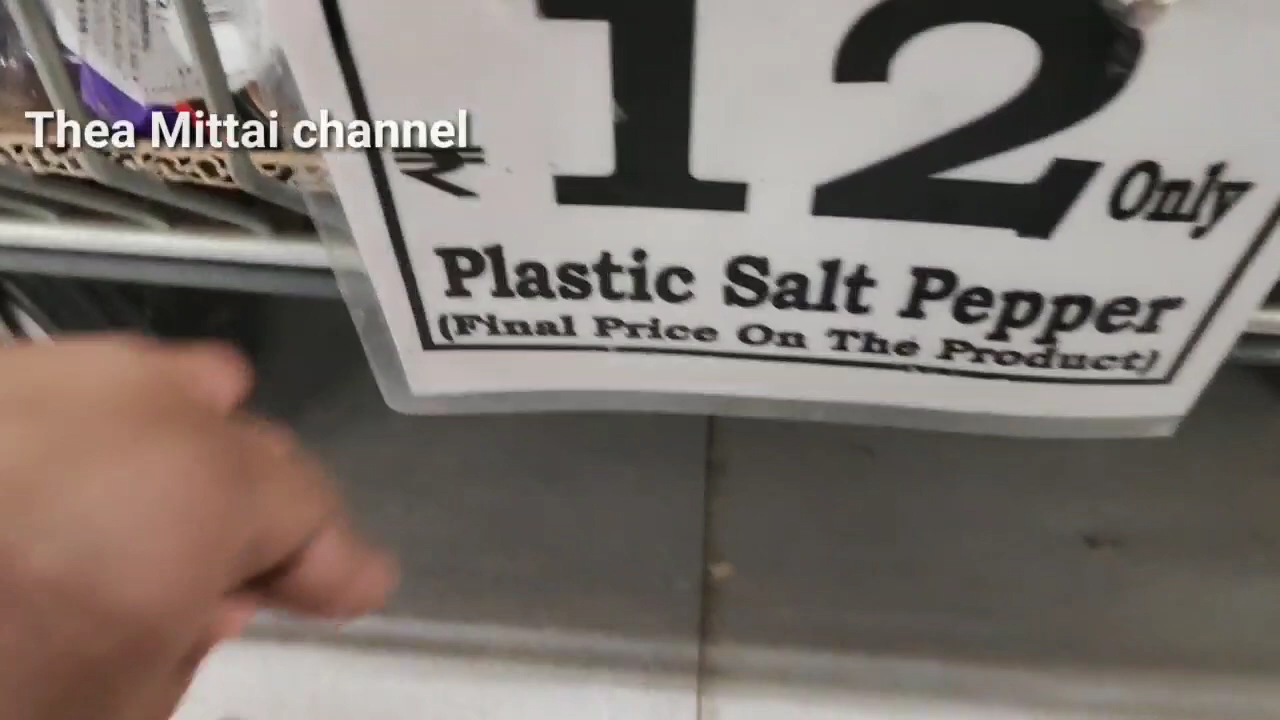 Thea Mittai channel
₹ 12 Only
Plastic Salt Pepper
(Final Price On The Product)